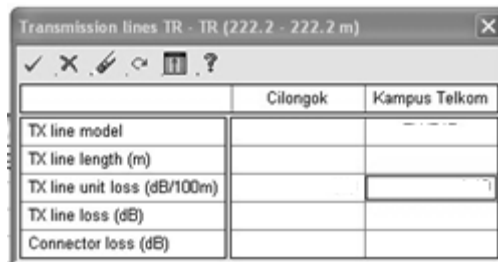 Transmission lines TR - TR (222.2 - 222.2 m)
Cilongok Kampus Telkom
TX line model
TX line length (m)
TX line unit loss (dB/100m)
TX line loss (dB)
Connector loss (dB)